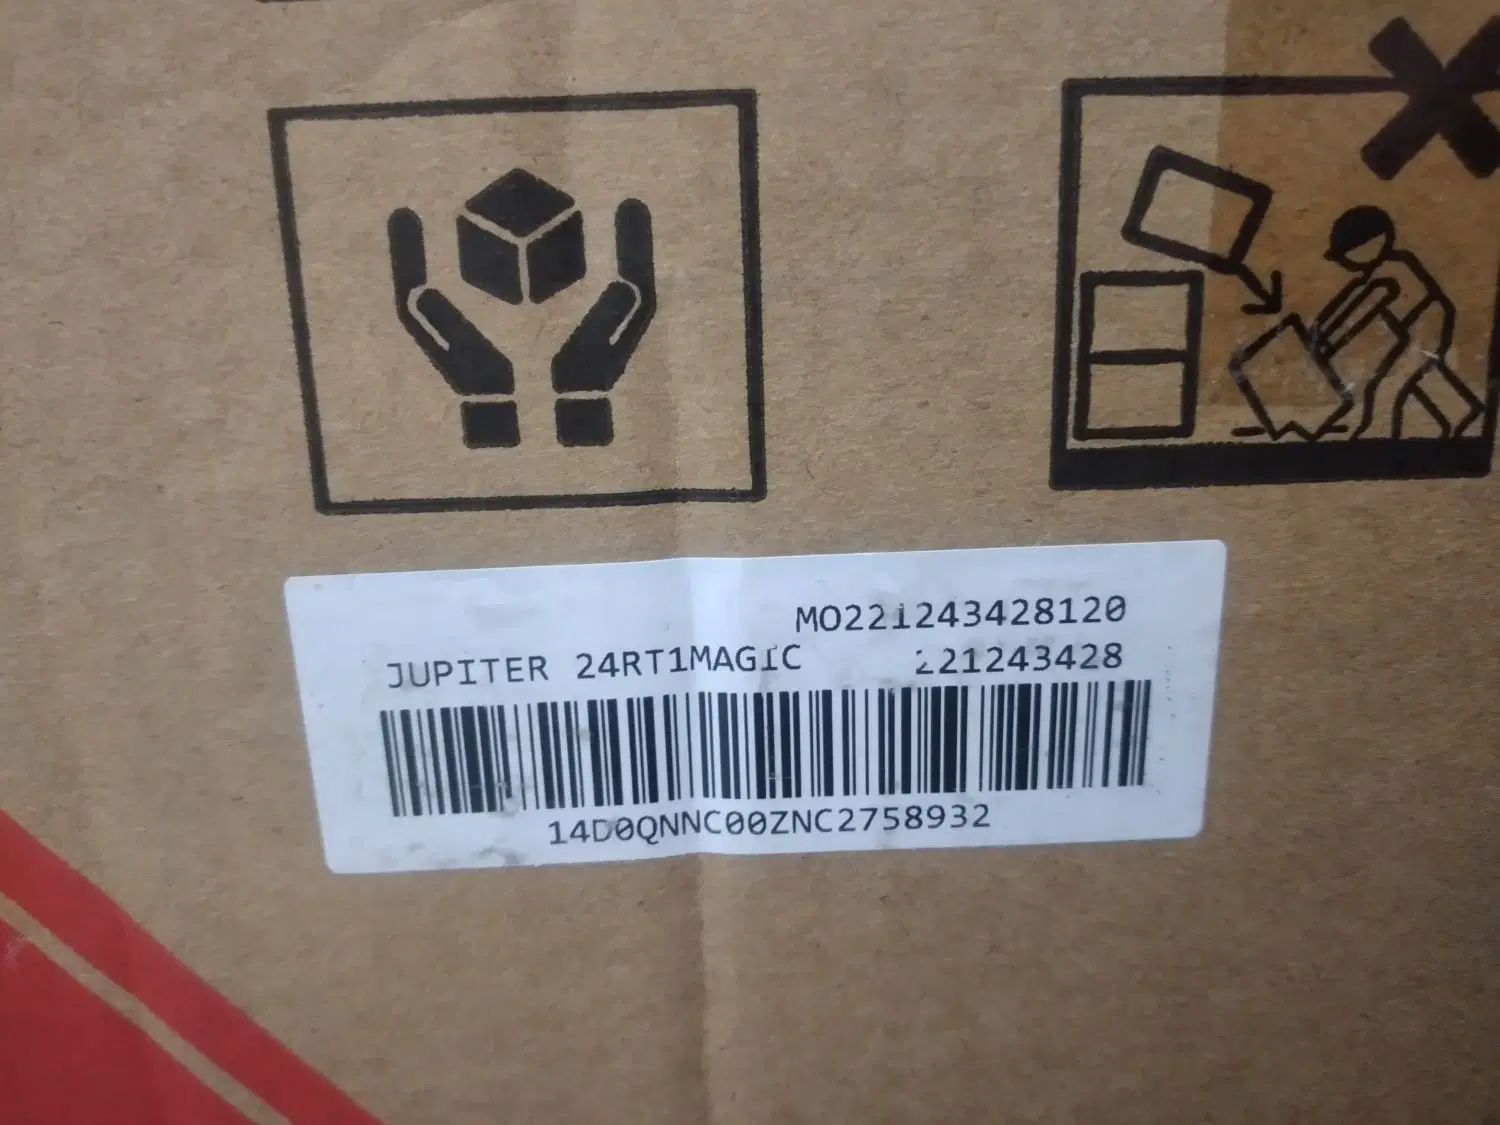 MO221243428120
JUPITER 24RT1MAGIC 221243428
14D0QNNC00ZNC2758932